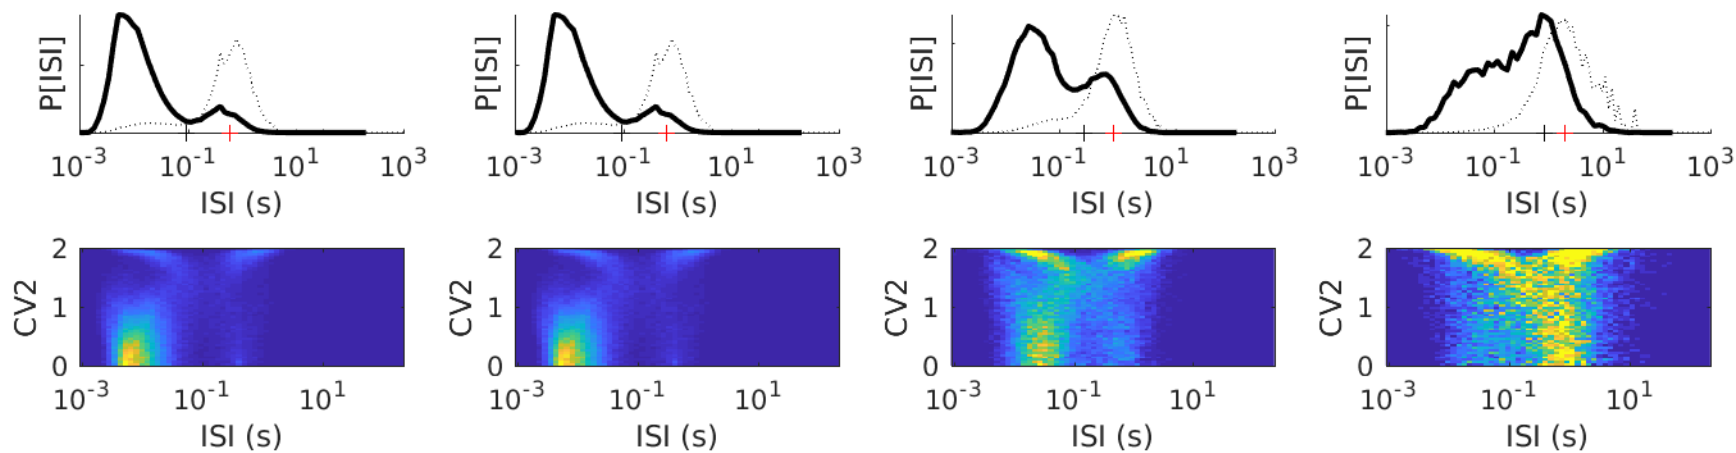 P[ISI] P[ISI] P[ISI] P[ISI]
10^-3 10^-1 10^1 10^3 10^-3 10^-1 10^1 10^3 10^-3 10^-1 10^1 10^3 10^-3 10^-1 10^1 10^3
ISI (s) ISI (s) ISI (s) ISI (s)
2 2 2 2
CV2 1 CV2 1 CV2 1 CV2 1
0 0 0 0
10^-3 10^-1 10^1 10^-3 10^-1 10^1 10^-3 10^-1 10^1 10^-3 10^-1 10^1
ISI (s) ISI (s) ISI (s) ISI (s)